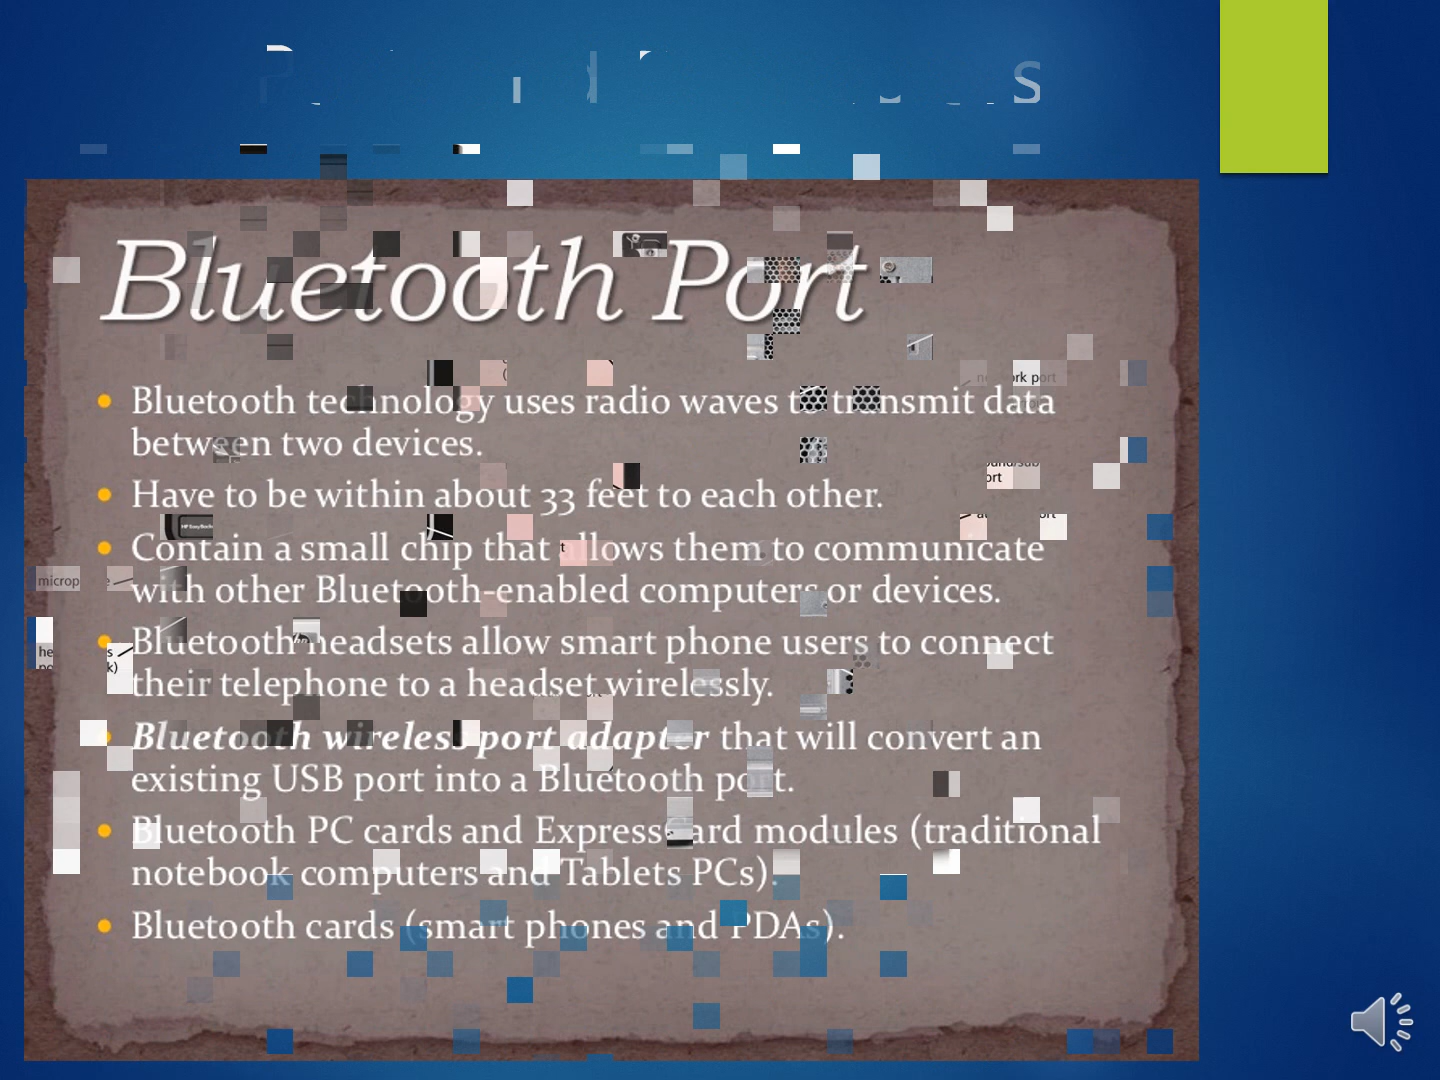 Bluetooth Port
• Bluetooth technology uses radio waves to transmit data
between two devices.
• Have to be within about 33 feet to each other.
• Contain a small chip that allows them to communicate
with other Bluetooth-enabled computers or devices.
• Bluetooth headsets allow smart phone users to connect
their telephone to a headset wirelessly.
• Bluetooth wireless port adapter that will convert an
existing USB port into a Bluetooth port.
• Bluetooth PC cards and ExpressCard modules (traditional
notebook computers and Tablets PCs).
• Bluetooth cards (smart phones and PDAs).